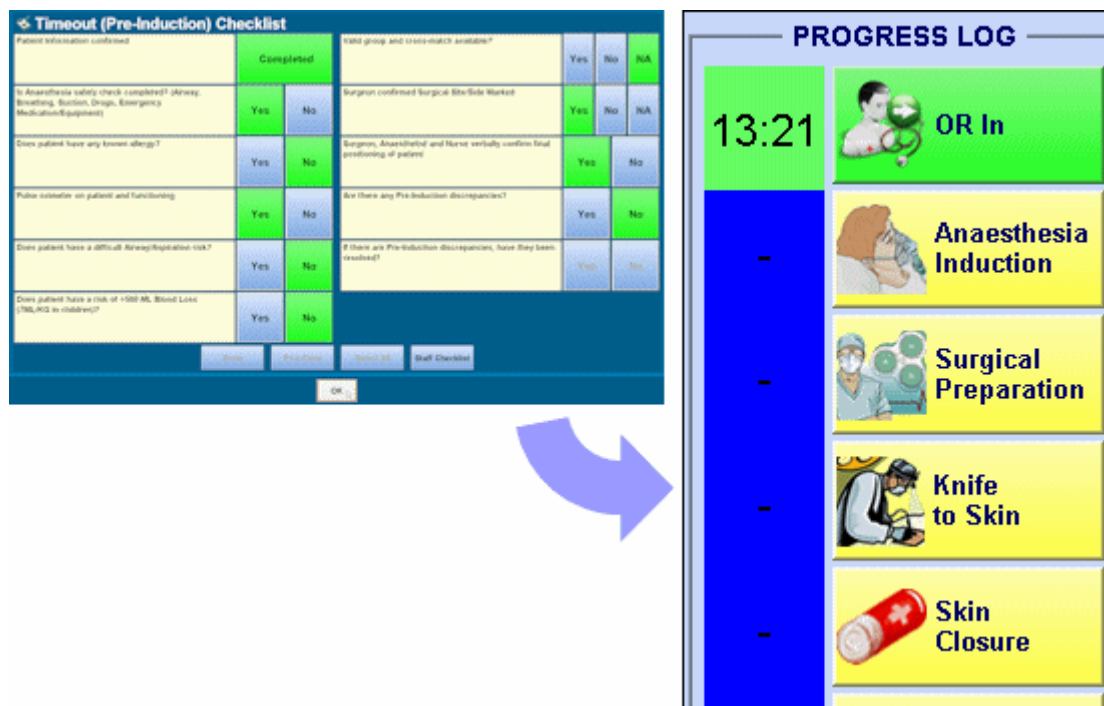 Timeout (Pre-Induction) Checklist
Patient Information confirmed
Completed
Valid group and cross-match available?
Yes No NA
Is Anaesthesia safety check completed? (Airway,
Breathing, Suction, Drugs, Emergency
Medication/Equipment)
Yes No
Surgeon confirmed Surgical Site/Side Marked
Yes No NA
Does patient have any known allergy?
Yes No
Surgeon, Anaesthetist and Nurse verbally confirm final
positioning of patient
Yes No
Pulse oximeter on patient and functioning
Yes No
Are there any Pre-Induction discrepancies?
Yes No
Does patient have a difficult Airway/Aspiration risk?
Yes No
If there are Pre-Induction discrepancies, have they been
resolved?
Yes No
Does patient have a risk of >500 ML Blood Loss
(7ML/KG in children)?
Yes No
Staff Checklist
OK
PROGRESS LOG
13:21
OR In
-
Anaesthesia
Induction
-
Surgical
Preparation
-
Knife
to Skin
-
Skin
Closure